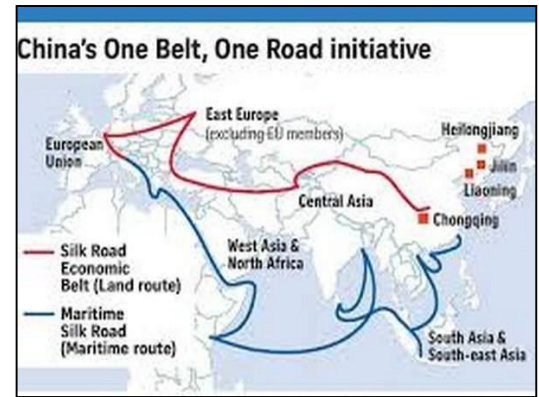 China's One Belt, One Road initiative
East Europe
(excluding EU members)
European
Union
Heilongjiang
Jilin
Liaoning
Central Asia
Chongqing
West Asia &
North Africa
Silk Road
Economic
Belt (Land route)
Maritime
Silk Road
(Maritime route)
South Asia &
South-east Asia